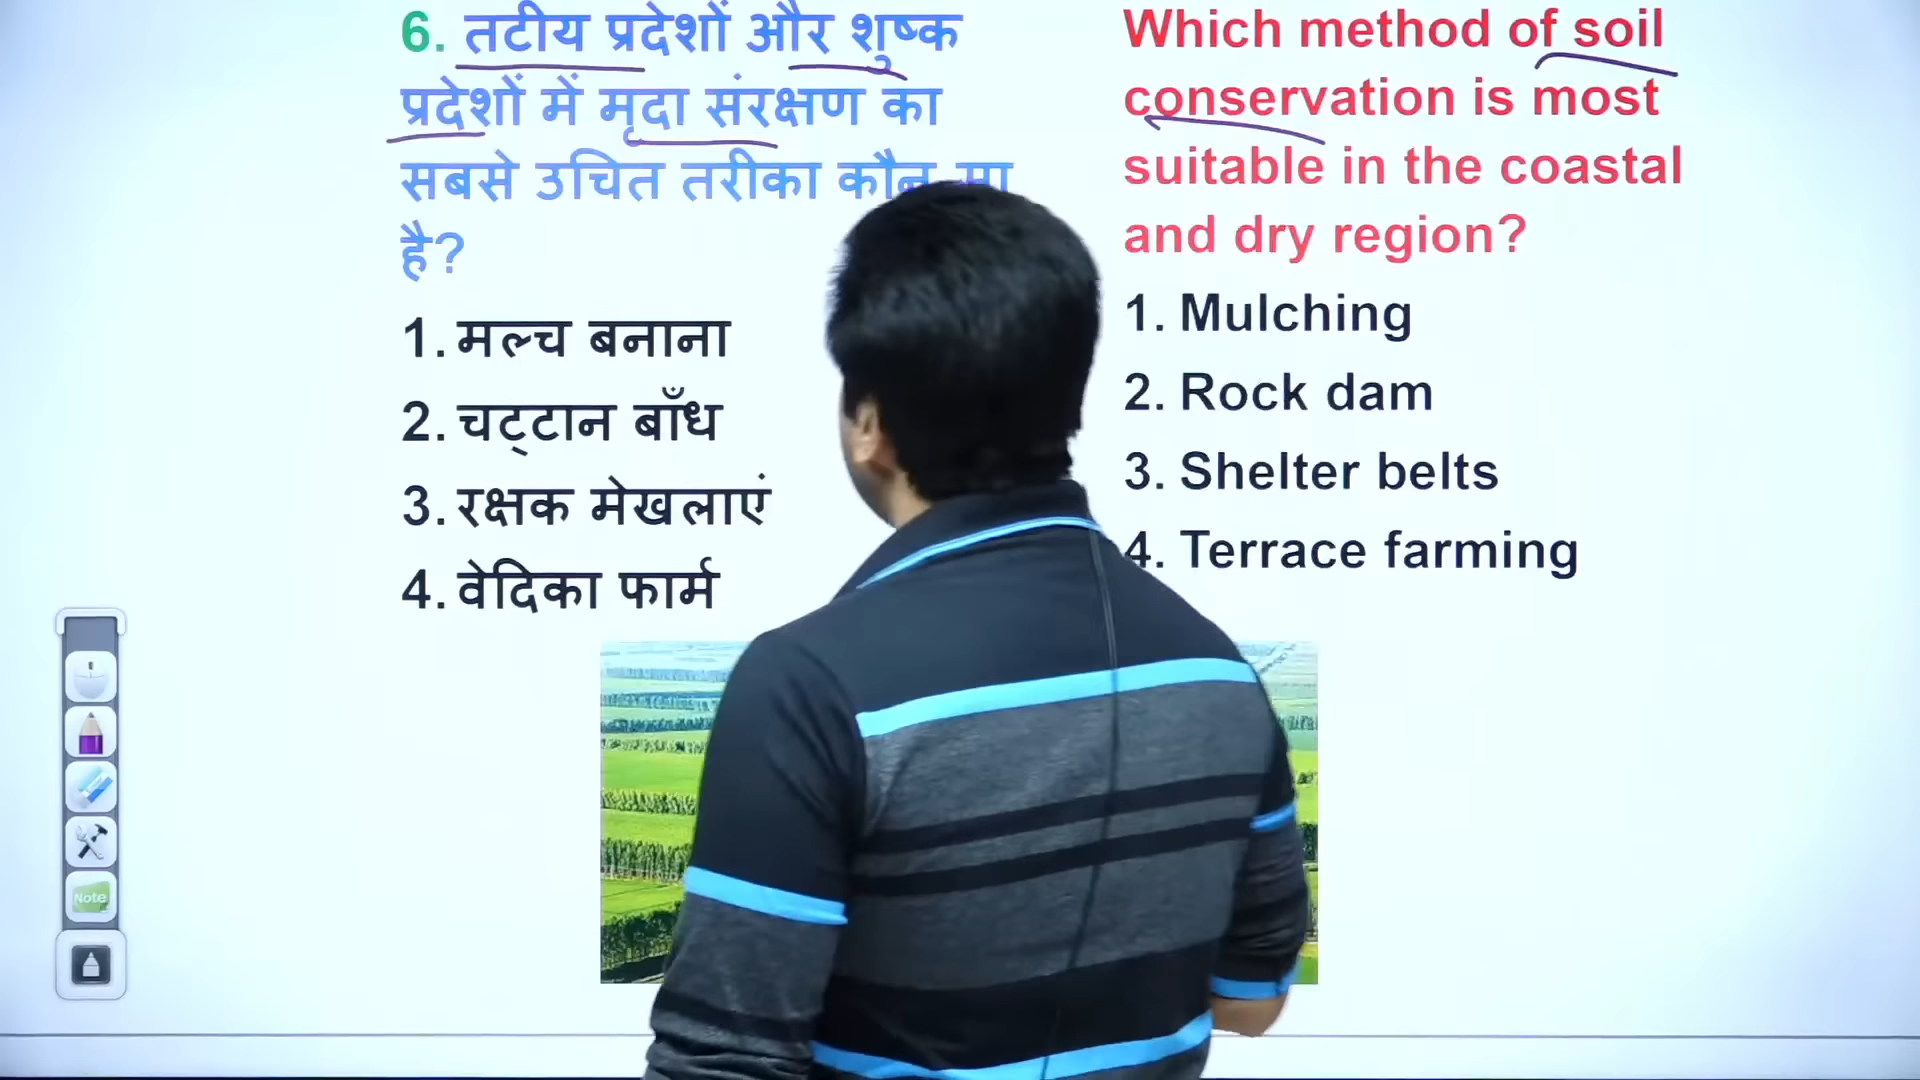 6. तटीय प्रदेशों और शुष्क
प्रदेशों में मृदा संरक्षण का
सबसे उचित तरीका कौन सा
है?
1. मल्च बनाना
2. चट्टान बाँध
3. रक्षक मेखलाएं
4. वेदिका फार्म
Which method of soil
conservation is most
suitable in the coastal
and dry region?
1. Mulching
2. Rock dam
3. Shelter belts
4. Terrace farming
Note